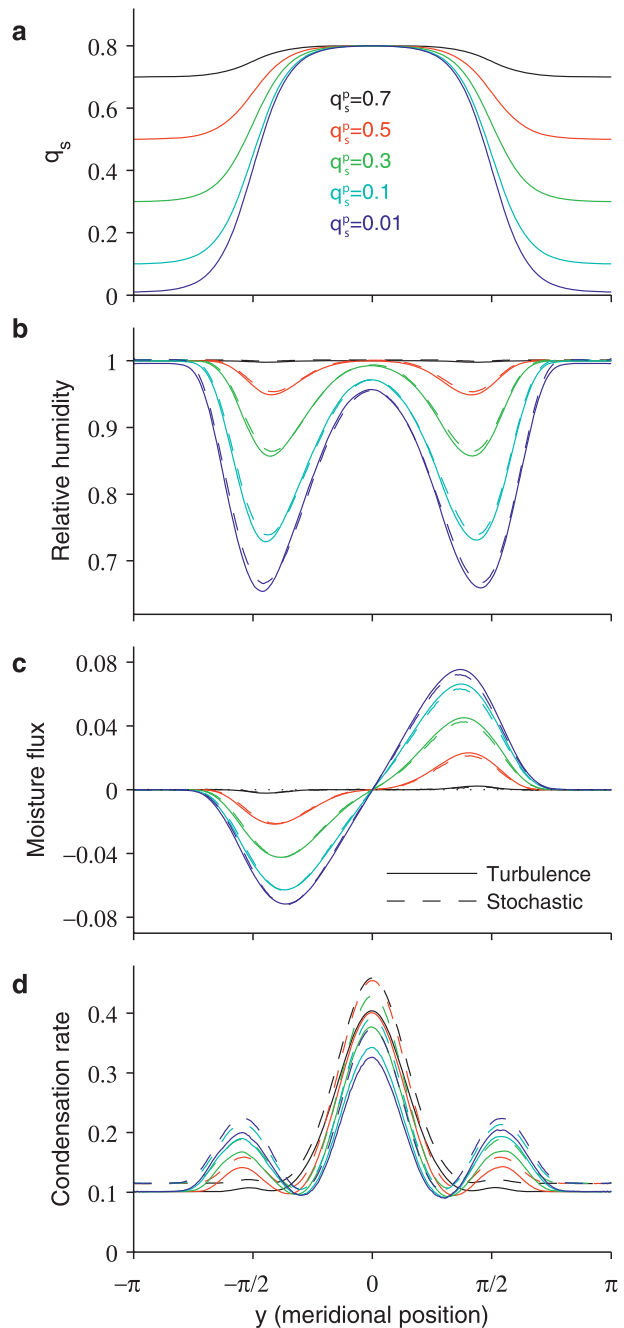 a
0.8
0.6
0.4
0.2
0
q_s
q_s^p=0.7
q_s^p=0.5
q_s^p=0.3
q_s^p=0.1
q_s^p=0.01
b
1
0.9
0.8
0.7
Relative humidity
c
0.08
0.04
0
−0.04
−0.08
Moisture flux
Turbulence
Stochastic
d
0.4
0.3
0.2
0.1
0
Condensation rate
−π −π/2 0 π/2 π
y (meridional position)